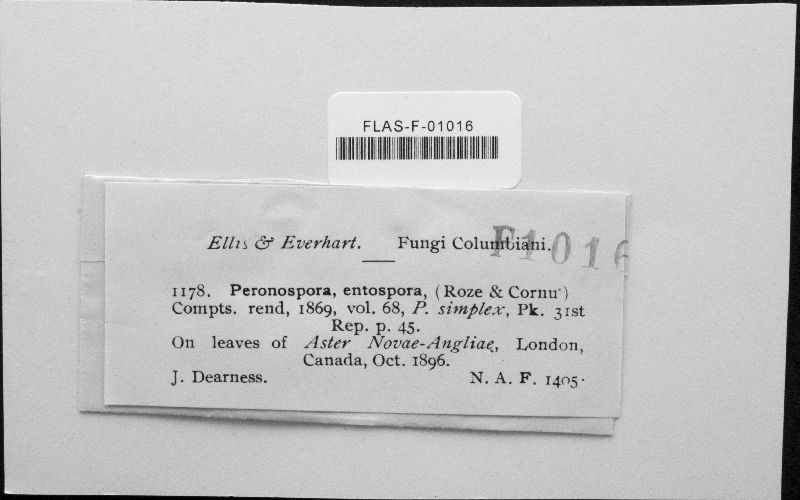 FLAS-F-01016
Ellis & Everhart. Fungi Columbiani.
F1016
1178. Peronospora, entospora, (Roze & Cornu)
Compts. rend, 1869, vol. 68, P. simplex, Pk. 31st
Rep. p. 45.
On leaves of Aster Novae-Angliae, London,
Canada, Oct. 1896.
J. Dearness. N. A. F. 1405.